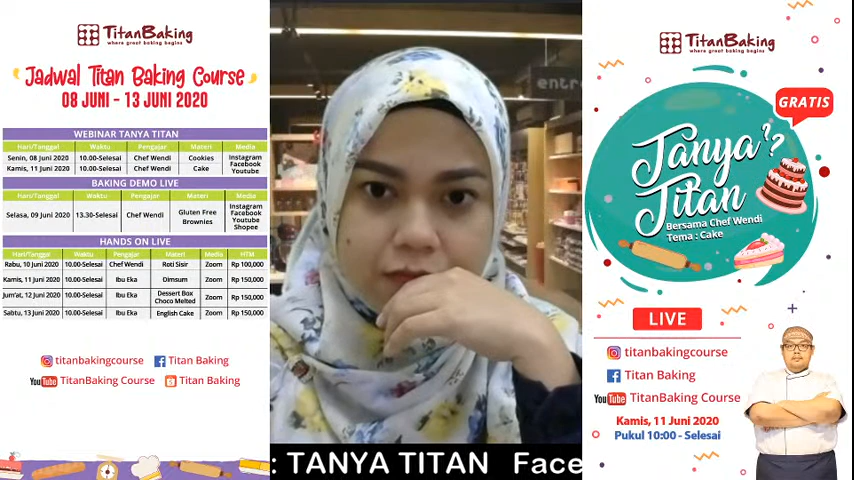 TitanBaking
where great baking begins
Jadwal Titan Baking Course
08 JUNI - 13 JUNI 2020
WEBINAR TANYA TITAN
Hari/Tanggal Waktu Pengajar Materi Media
Senin, 08 Juni 2020 10.00-Selesai Chef Wendi Cookies Instagram
Facebook
Kamis, 11 Juni 2020 10.00-Selesai Chef Wendi Cake Youtube
BAKING DEMO LIVE
Hari/Tanggal Waktu Pengajar Materi Media
Selasa, 09 Juni 2020 13.30-Selesai Chef Wendi Gluten Free Brownies Instagram
Facebook
Youtube
Shopee
HANDS ON LIVE
Hari/Tanggal Waktu Pengajar Materi Media HTM
Rabu, 10 Juni 2020 10.00-Selesai Chef Wendi Roti Sisir Zoom Rp 100,000
Kamis, 11 Juni 2020 10.00-Selesai Ibu Eka Dimsum Zoom Rp 150,000
Jum'at, 12 Juni 2020 10.00-Selesai Ibu Eka Dessert Box Choco Melted Zoom Rp 150,000
Sabtu, 13 Juni 2020 10.00-Selesai Ibu Eka English Cake Zoom Rp 150,000
titanbakingcourse Titan Baking
YouTube TitanBaking Course Titan Baking
entr
: TANYA TITAN Face
TitanBaking
where great baking begins
GRATIS
Tanya ?
Titan
Bersama Chef Wendi
Tema : Cake
LIVE
titanbakingcourse
Titan Baking
YouTube TitanBaking Course
Kamis, 11 Juni 2020
Pukul 10:00 - Selesai